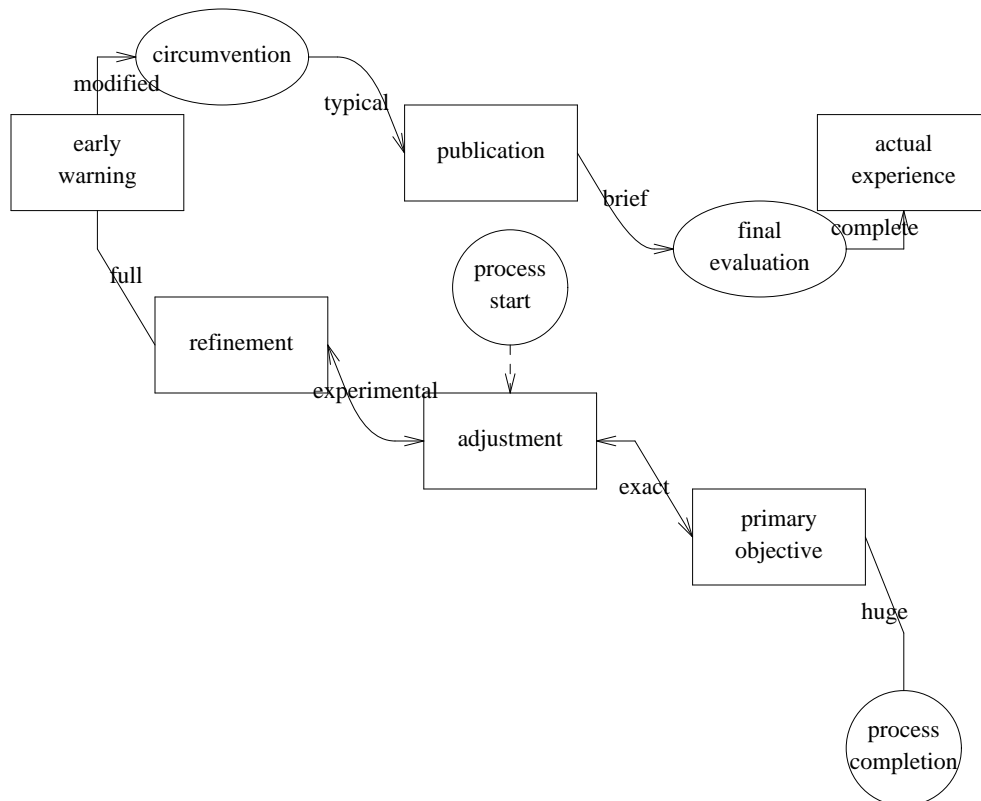 circumvention
modified
typical
early
warning
publication
actual
experience
brief
final
evaluation
complete
process
start
full
refinement
experimental
adjustment
exact
primary
objective
huge
process
completion